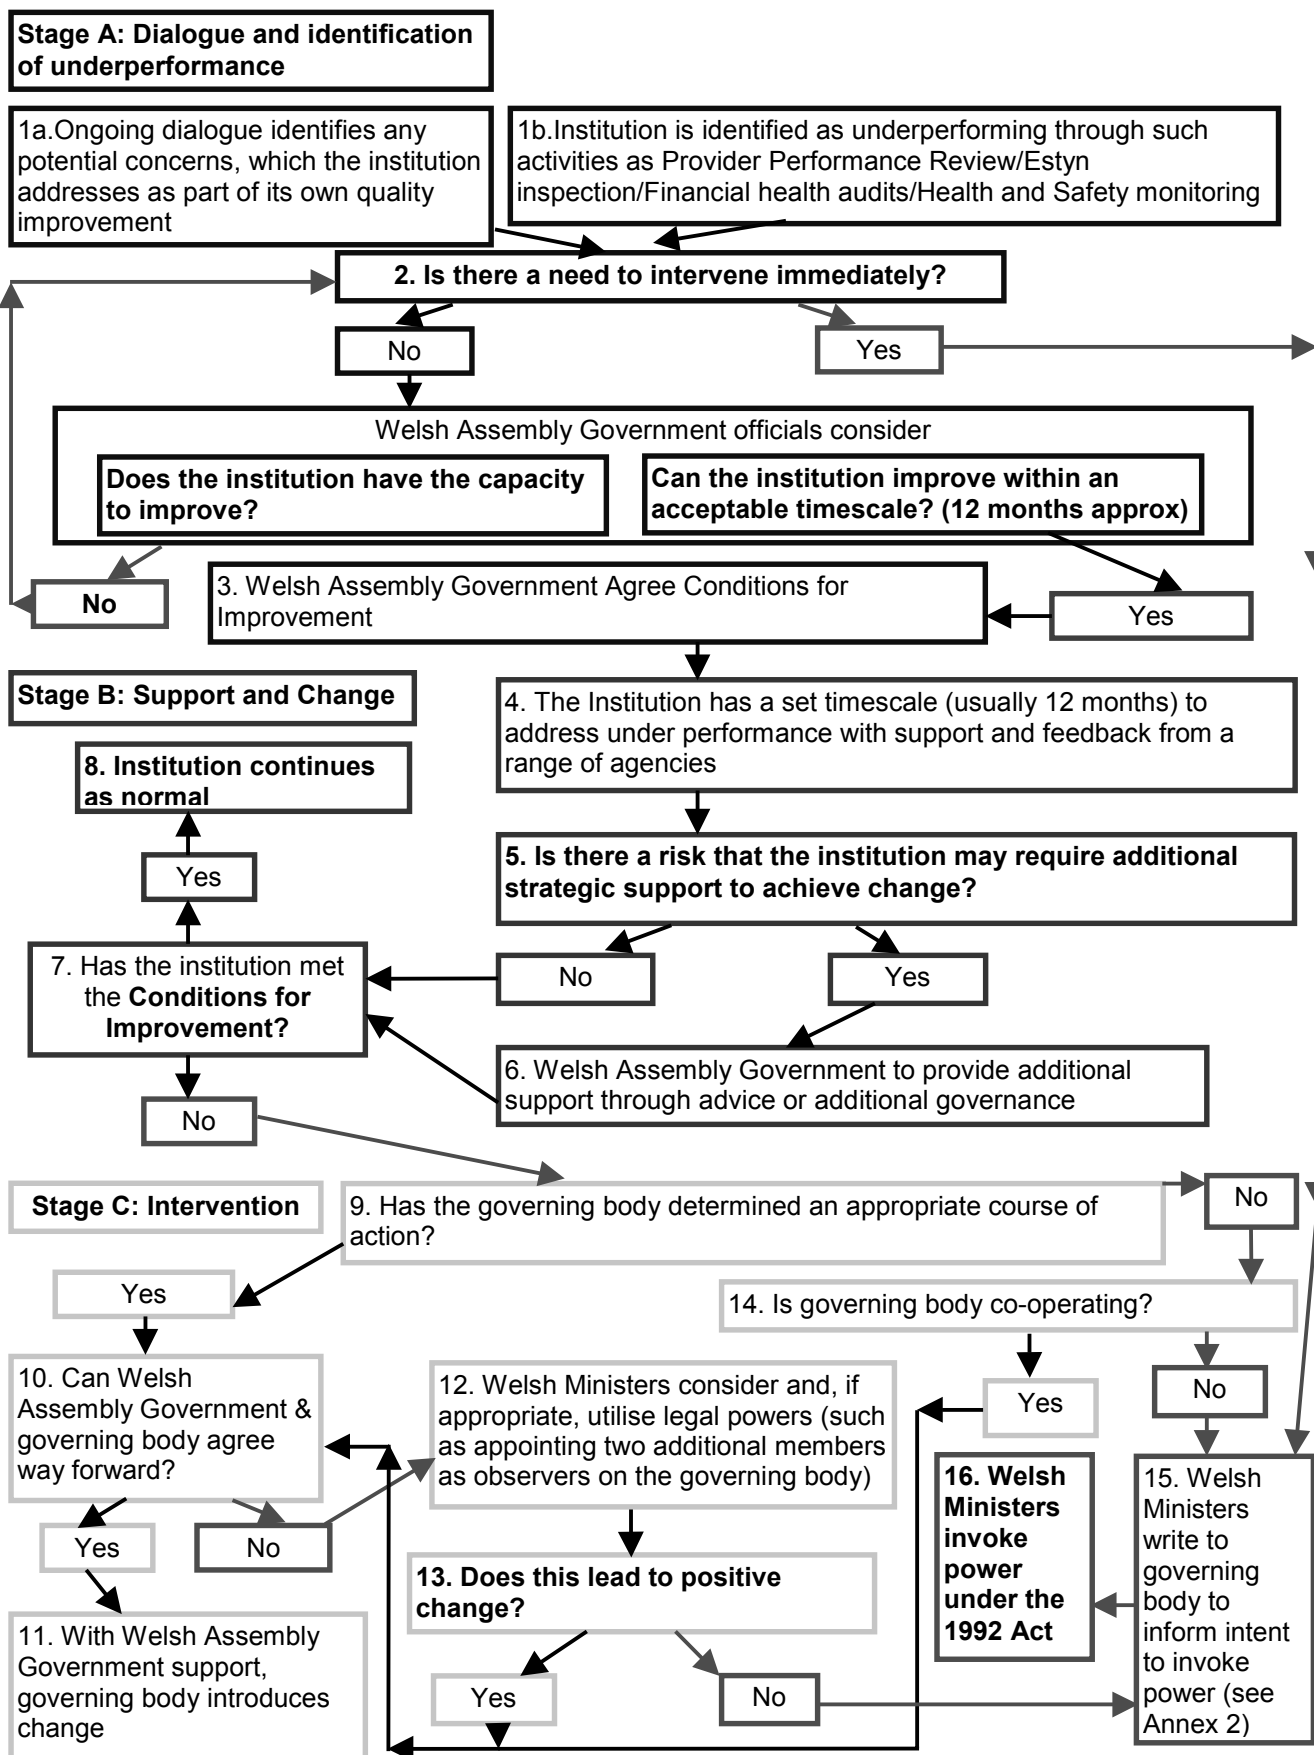 Stage A: Dialogue and identification
of underperformance
1a.Ongoing dialogue identifies any
potential concerns, which the institution
addresses as part of its own quality
improvement
1b.Institution is identified as underperforming through such
activities as Provider Performance Review/Estyn
inspection/Financial health audits/Health and Safety monitoring
2. Is there a need to intervene immediately?
No
Yes
Welsh Assembly Government officials consider
Does the institution have the capacity
to improve?
Can the institution improve within an
acceptable timescale? (12 months approx)
No
3. Welsh Assembly Government Agree Conditions for
Improvement
Yes
Stage B: Support and Change
4. The Institution has a set timescale (usually 12 months) to
address under performance with support and feedback from a
range of agencies
8. Institution continues
as normal
Yes
5. Is there a risk that the institution may require additional
strategic support to achieve change?
7. Has the institution met
the Conditions for
Improvement?
No
Yes
6. Welsh Assembly Government to provide additional
support through advice or additional governance
No
Stage C: Intervention
9. Has the governing body determined an appropriate course of
action?
No
Yes
14. Is governing body co-operating?
10. Can Welsh
Assembly Government &
governing body agree
way forward?
12. Welsh Ministers consider and, if
appropriate, utilise legal powers (such
as appointing two additional members
as observers on the governing body)
Yes
No
16. Welsh
Ministers
invoke
power
under the
1992 Act
15. Welsh
Ministers
write to
governing
body to
inform intent
to invoke
power (see
Annex 2)
Yes
No
13. Does this lead to positive
change?
11. With Welsh Assembly
Government support,
governing body introduces
change
Yes
No